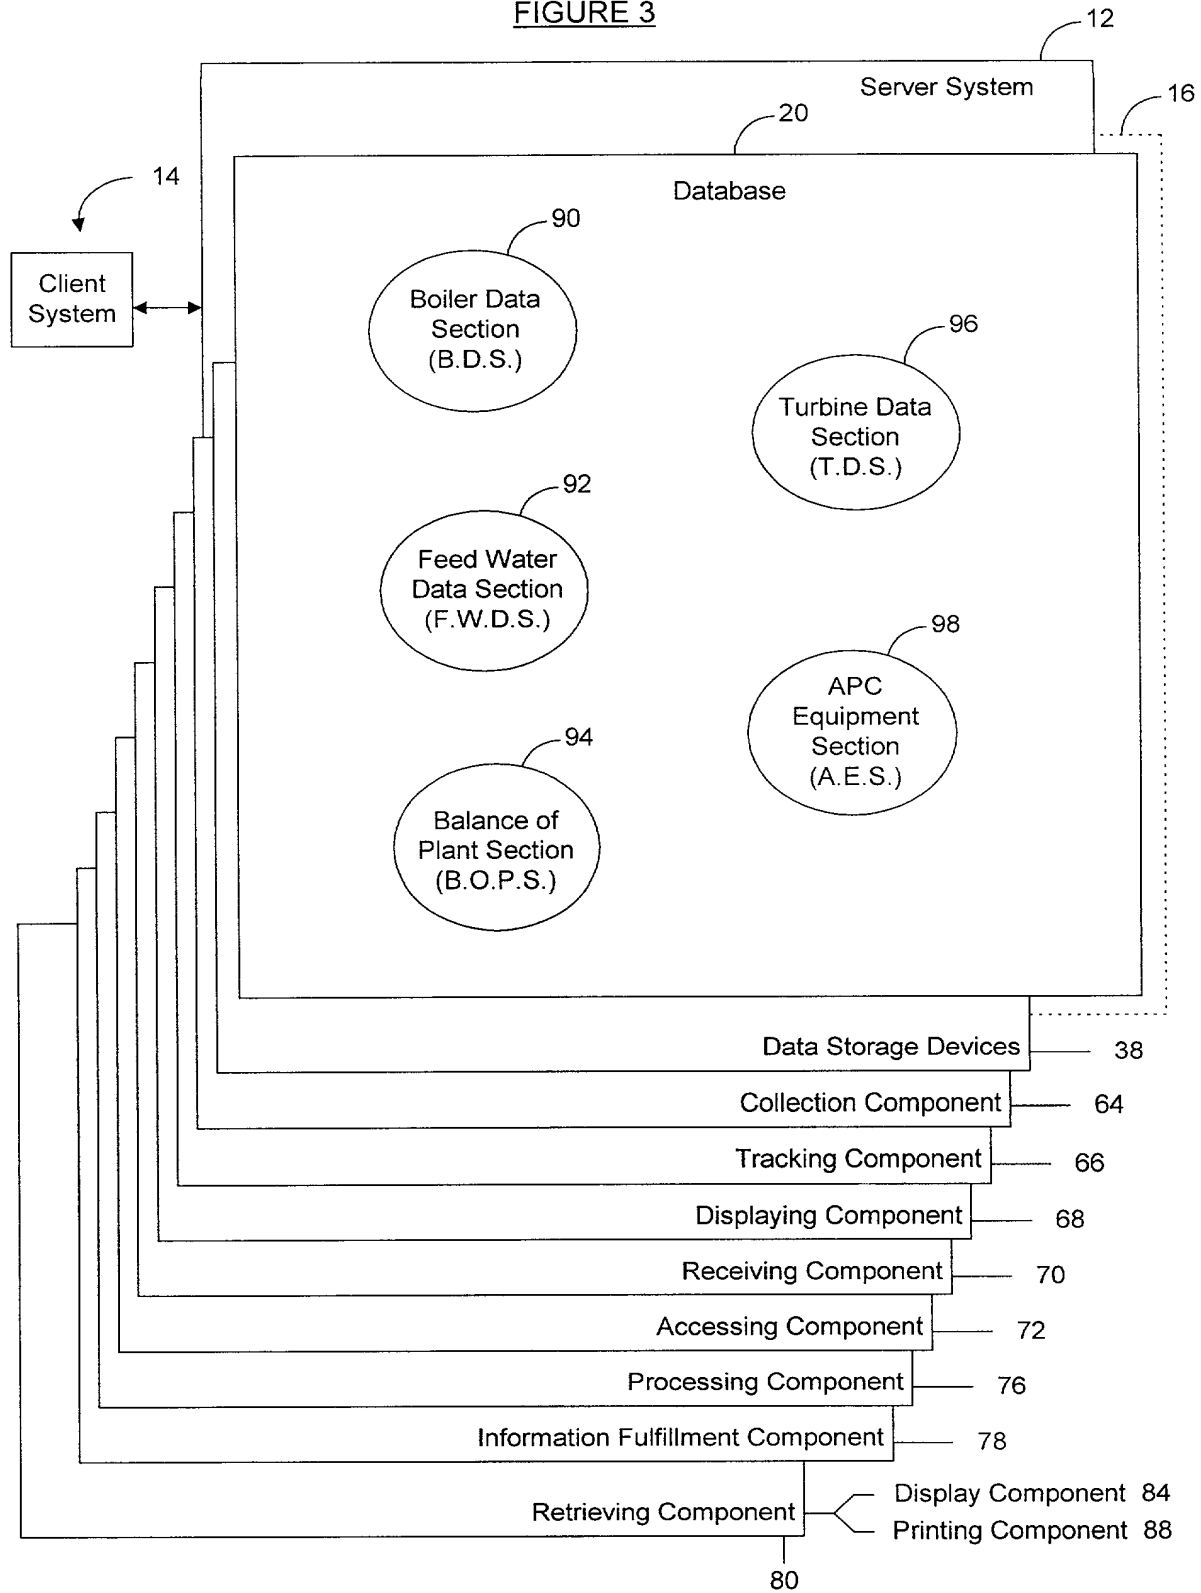 FIGURE 3
12
Server System
16
20
Database
14
Client
System
90
Boiler Data
Section
(B.D.S.)
96
Turbine Data
Section
(T.D.S.)
92
Feed Water
Data Section
(F.W.D.S.)
98
APC
Equipment
Section
(A.E.S.)
94
Balance of
Plant Section
(B.O.P.S.)
Data Storage Devices 38
Collection Component 64
Tracking Component 66
Displaying Component 68
Receiving Component 70
Accessing Component 72
Processing Component 76
Information Fulfillment Component 78
Display Component 84
Retrieving Component
Printing Component 88
80